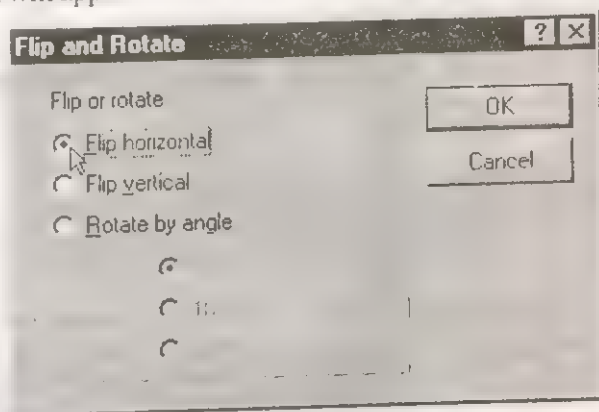 Flip and Rotate
Flip or rotate
Flip horizontal
OK
Flip vertical
Cancel
Rotate by angle